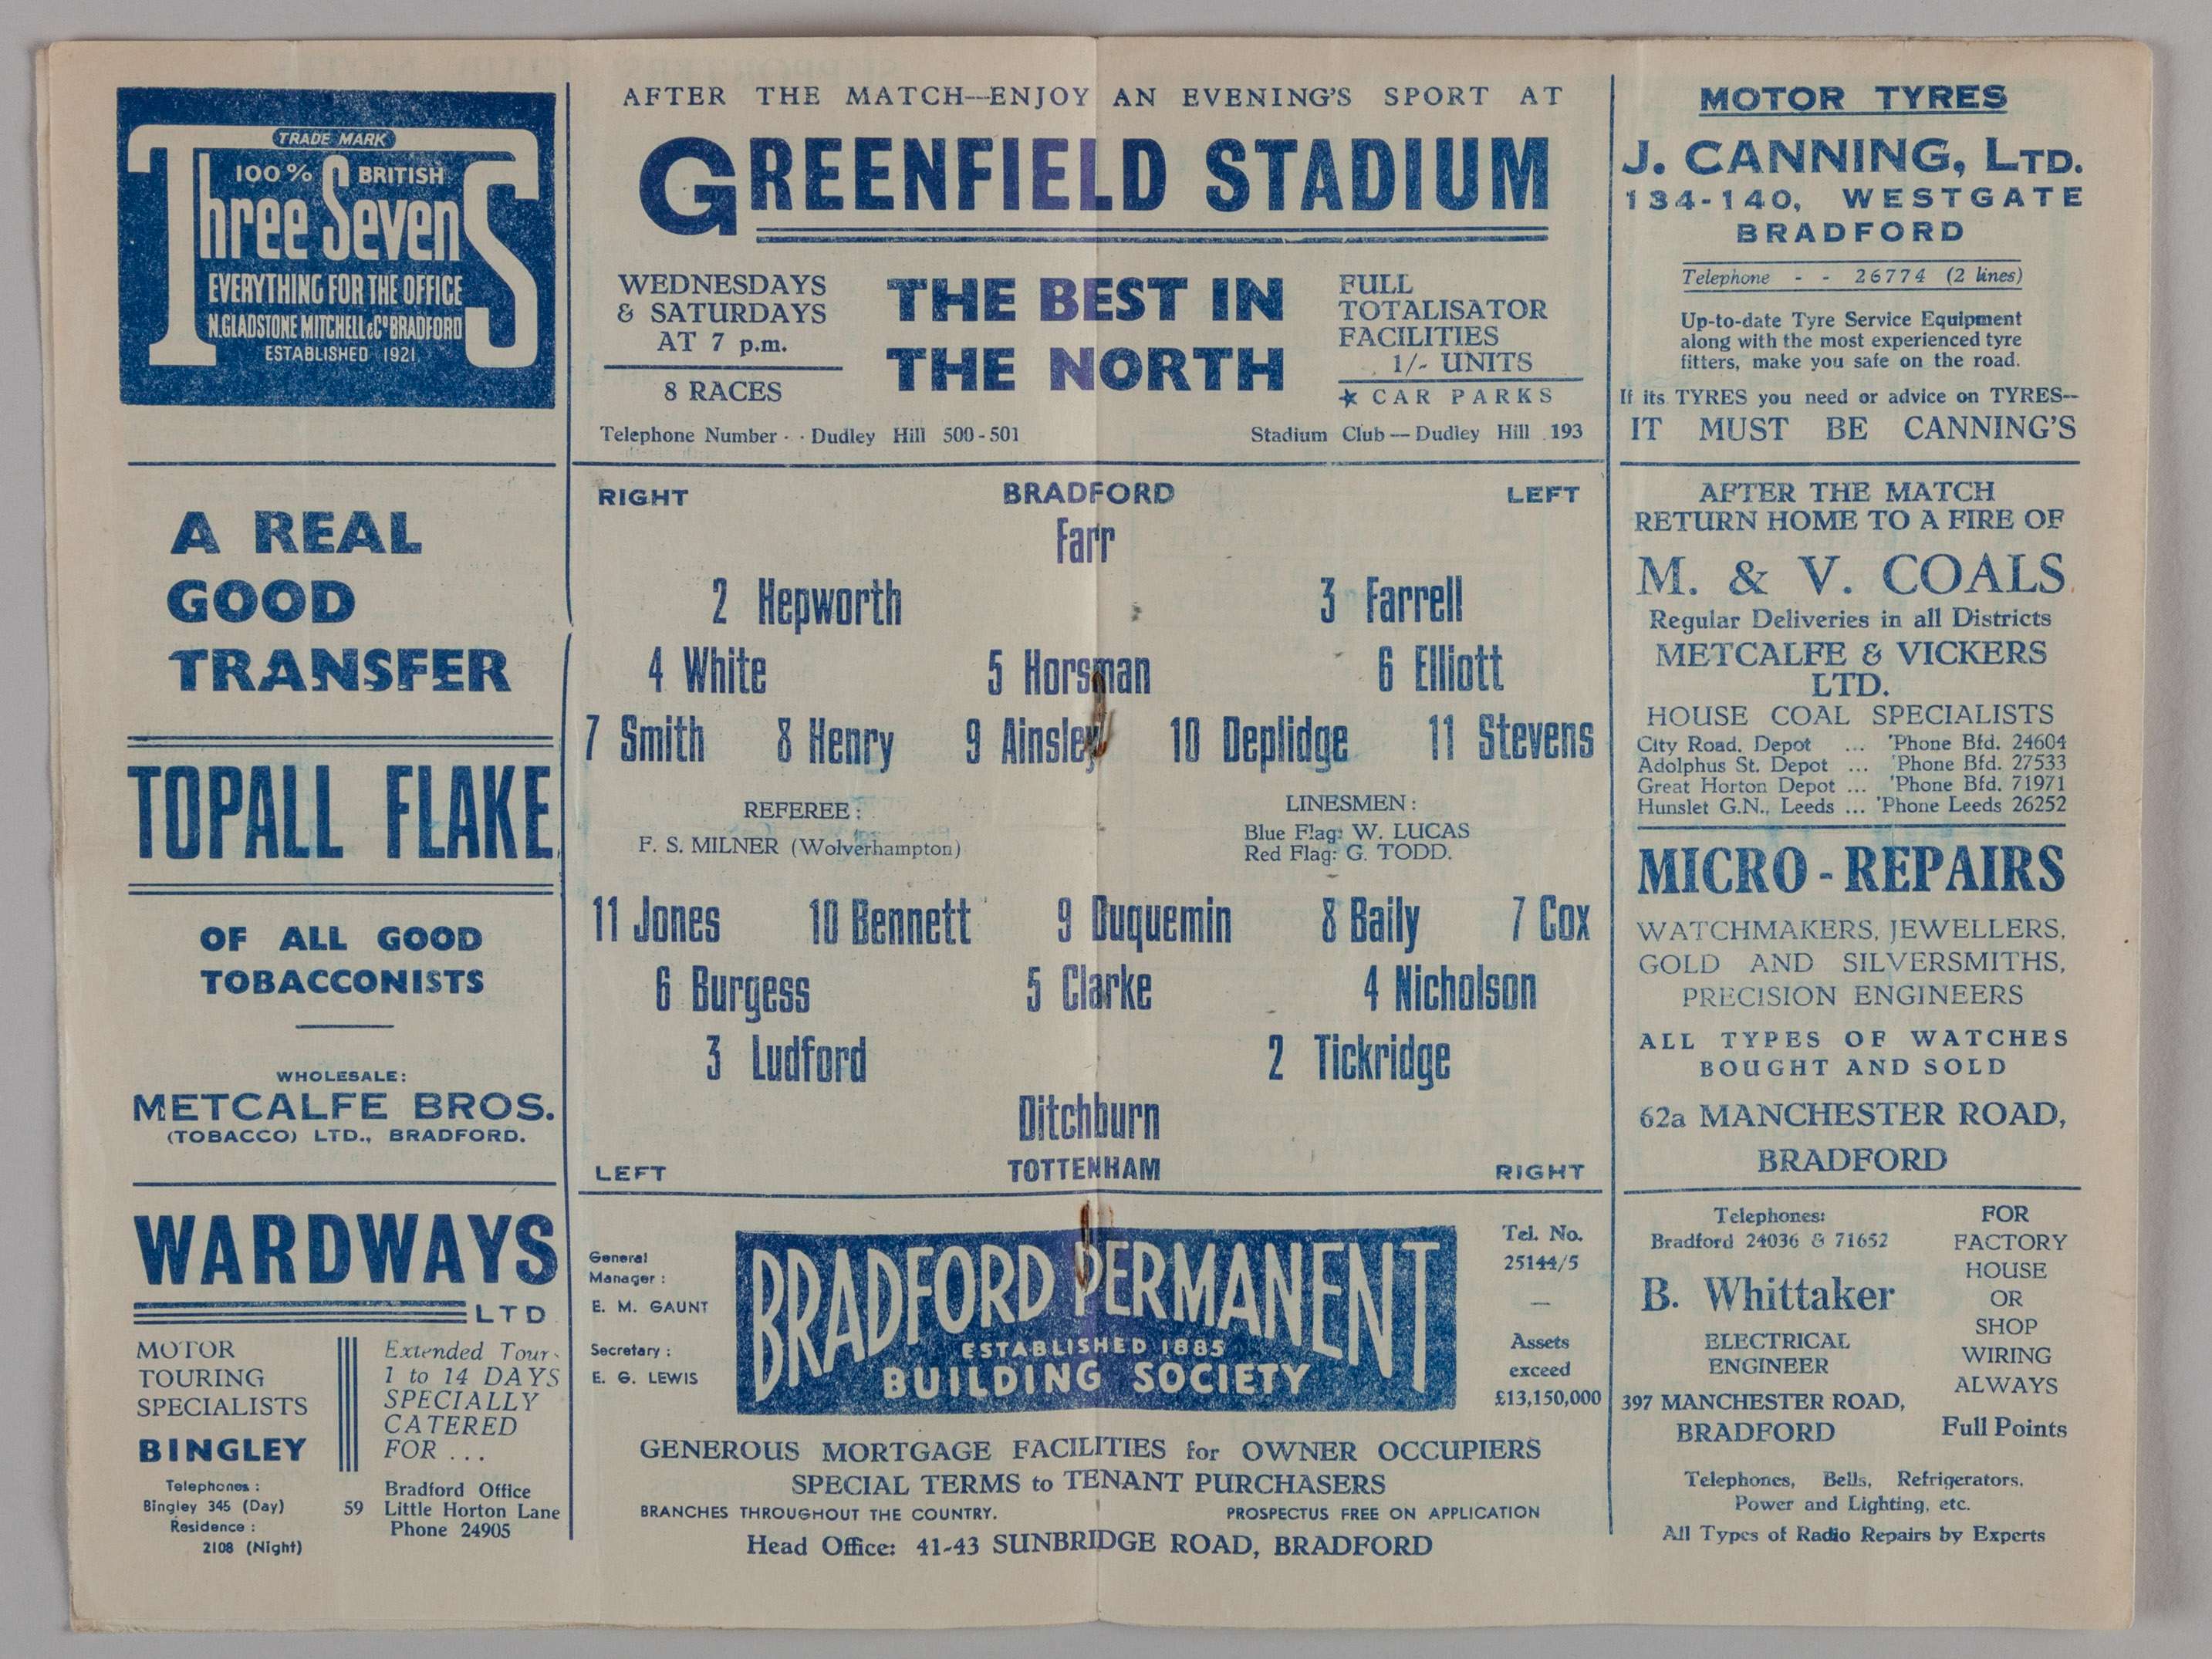 TRADE MARK
100% BRITISH
Three SevenS
EVERYTHING FOR THE OFFICE
N.GLADSTONE MITCHELL & Co BRADFORD
ESTABLISHED 1921
A REAL
GOOD
TRANSFER
TOPALL FLAKE
OF ALL GOOD
TOBACCONISTS
WHOLESALE:
METCALFE BROS.
(TOBACCO) LTD., BRADFORD.
WARDWAYS
LTD
MOTOR
TOURING
SPECIALISTS
BINGLEY
Telephones :
Bingley 345 (Day)
Residence :
2108 (Night)
Extended Tour
1 to 14 DAYS
SPECIALLY
CATERED
FOR ...
Bradford Office
59 Little Horton Lane
Phone 24905
AFTER THE MATCH—ENJOY AN EVENING'S SPORT AT
GREENFIELD STADIUM
WEDNESDAYS
& SATURDAYS
AT 7 p.m.
8 RACES
THE BEST IN
THE NORTH
FULL
TOTALISATOR
FACILITIES
1/- UNITS
★ CAR PARKS
Telephone Number - - Dudley Hill 500-501
Stadium Club—Dudley Hill 193
RIGHT BRADFORD LEFT
Farr
2 Hepworth 3 Farrell
4 White 5 Horsman 6 Elliott
7 Smith 8 Henry 9 Ainsley 10 Deplidge 11 Stevens
REFEREE :
F. S. MILNER (Wolverhampton)
LINESMEN :
Blue Flag: W. LUCAS
Red Flag: G. TODD.
11 Jones 10 Bennett 9 Duquemin 8 Baily 7 Cox
6 Burgess 5 Clarke 4 Nicholson
3 Ludford 2 Tickridge
Ditchburn
LEFT TOTTENHAM RIGHT
General
Manager :
E. M. GAUNT
Secretary :
E. G. LEWIS
BRADFORD PERMANENT
ESTABLISHED 1885
BUILDING SOCIETY
Tel. No.
25144/5
—
Assets
exceed
£13,150,000
GENEROUS MORTGAGE FACILITIES for OWNER OCCUPIERS
SPECIAL TERMS to TENANT PURCHASERS
BRANCHES THROUGHOUT THE COUNTRY. PROSPECTUS FREE ON APPLICATION
Head Office: 41-43 SUNBRIDGE ROAD, BRADFORD
MOTOR TYRES
J. CANNING, LTD.
134-140, WESTGATE
BRADFORD
Telephone - - 26774 (2 lines)
Up-to-date Tyre Service Equipment
along with the most experienced tyre
fitters, make you safe on the road.
If its TYRES you need or advice on TYRES--
IT MUST BE CANNING'S
AFTER THE MATCH
RETURN HOME TO A FIRE OF
M. & V. COALS
Regular Deliveries in all Districts
METCALFE & VICKERS
LTD.
HOUSE COAL SPECIALISTS
City Road, Depot ... 'Phone Bfd. 24604
Adolphus St. Depot ... 'Phone Bfd. 27533
Great Horton Depot ... 'Phone Bfd. 71971
Hunslet G.N., Leeds ... 'Phone Leeds 26252
MICRO-REPAIRS
WATCHMAKERS, JEWELLERS,
GOLD AND SILVERSMITHS,
PRECISION ENGINEERS
ALL TYPES OF WATCHES
BOUGHT AND SOLD
62a MANCHESTER ROAD,
BRADFORD
Telephones:
Bradford 24036 & 71652
B. Whittaker
ELECTRICAL
ENGINEER
397 MANCHESTER ROAD,
BRADFORD
FOR
FACTORY
HOUSE
OR
SHOP
WIRING
ALWAYS
Full Points
Telephones, Bells, Refrigerators,
Power and Lighting, etc.
All Types of Radio Repairs by Experts